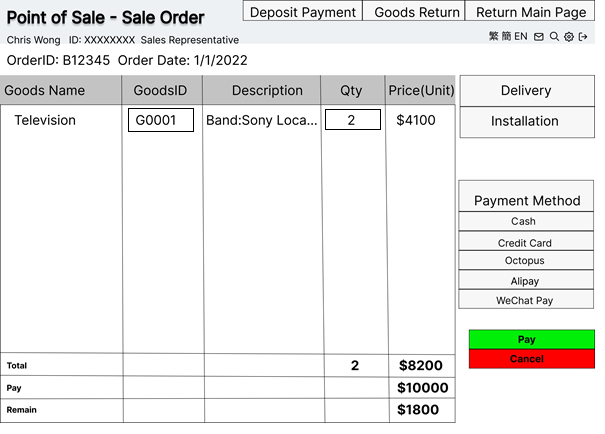 Point of Sale - Sale Order
Deposit Payment
Goods Return
Return Main Page
Chris Wong ID: XXXXXXXX Sales Representative
繁 簡 EN
OrderID: B12345 Order Date: 1/1/2022
Goods Name GoodsID Description Qty Price(Unit)
Television G0001 Band:Sony Loca... 2 $4100
Total 2 $8200
Pay $10000
Remain $1800
Delivery
Installation
Payment Method
Cash
Credit Card
Octopus
Alipay
WeChat Pay
Pay
Cancel